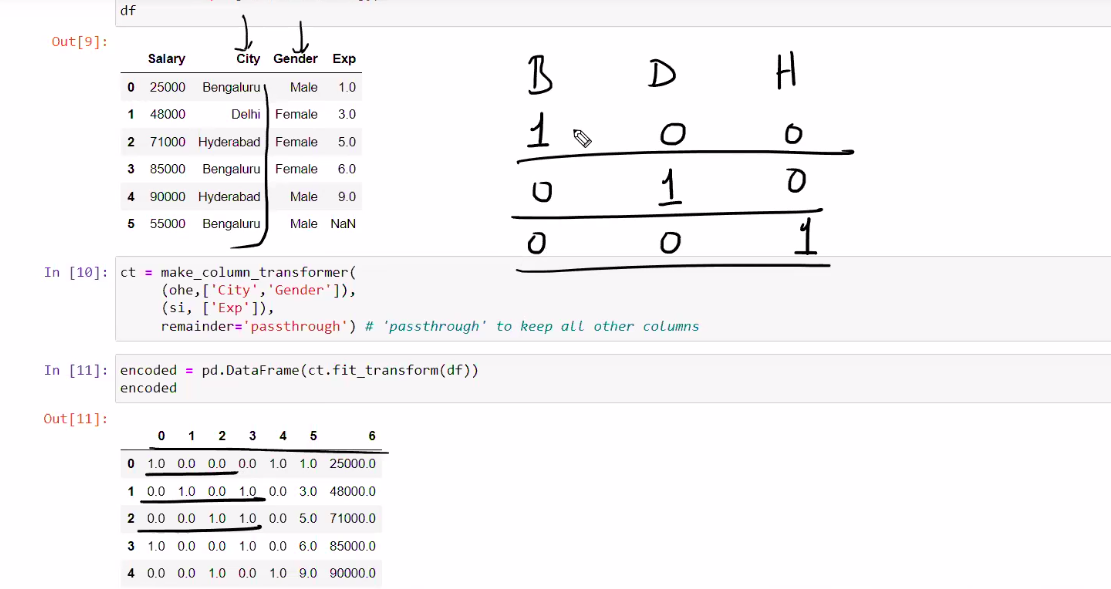 df
Out[9]:
Salary City Gender Exp
0 25000 Bengaluru Male 1.0
1 48000 Delhi Female 3.0
2 71000 Hyderabad Female 5.0
3 85000 Bengaluru Female 6.0
4 90000 Hyderabad Male 9.0
5 55000 Bengaluru Male NaN
B D H
1 0 0
0 1 0
0 0 1
In [10]: ct = make_column_transformer(
(ohe,['City','Gender']),
(si, ['Exp']),
remainder='passthrough') # 'passthrough' to keep all other columns
In [11]: encoded = pd.DataFrame(ct.fit_transform(df))
encoded
Out[11]:
0 1 2 3 4 5 6
0 1.0 0.0 0.0 0.0 1.0 1.0 25000.0
1 0.0 1.0 0.0 1.0 0.0 3.0 48000.0
2 0.0 0.0 1.0 1.0 0.0 5.0 71000.0
3 1.0 0.0 0.0 1.0 0.0 6.0 85000.0
4 0.0 0.0 1.0 0.0 1.0 9.0 90000.0